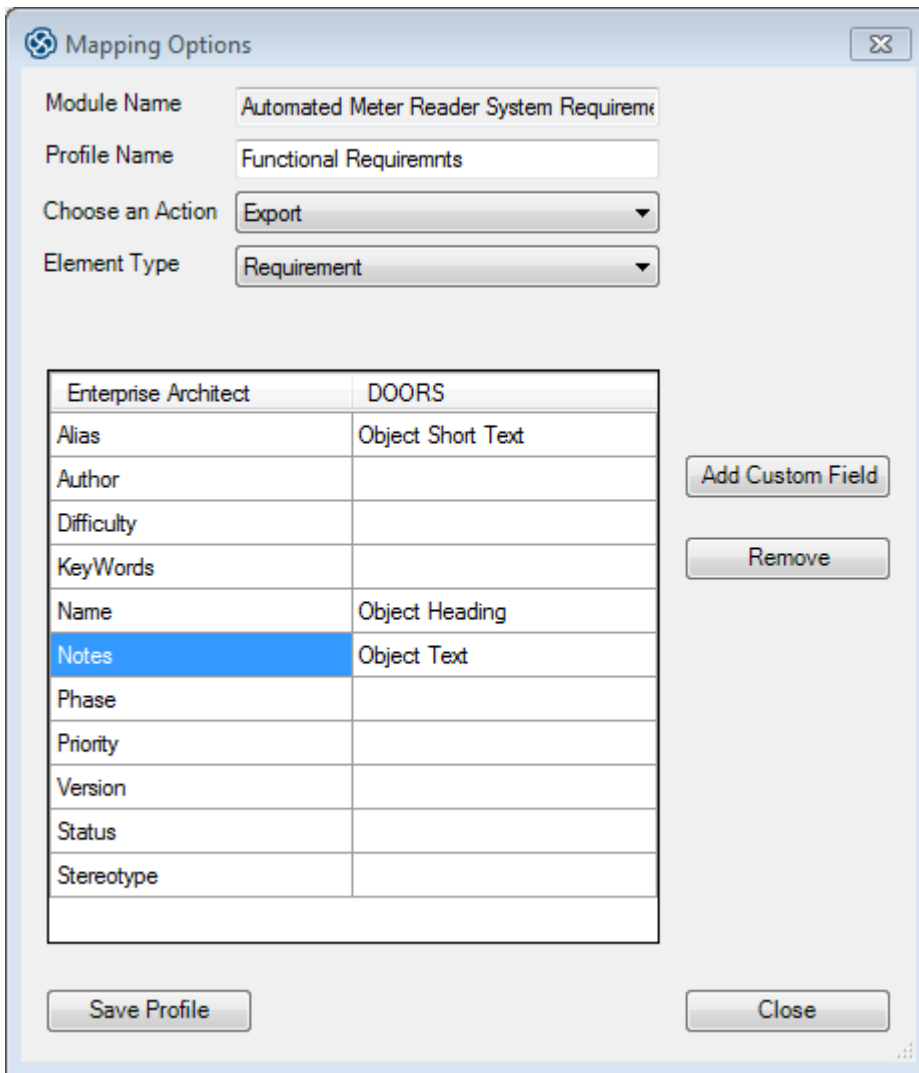 Mapping Options
Module Name Automated Meter Reader System Requireme
Profile Name Functional Requiremnts
Choose an Action Export
Element Type Requirement
Enterprise Architect DOORS
Alias Object Short Text
Author
Add Custom Field
Difficulty
KeyWords
Remove
Name Object Heading
Notes Object Text
Phase
Priority
Version
Status
Stereotype
Save Profile Close